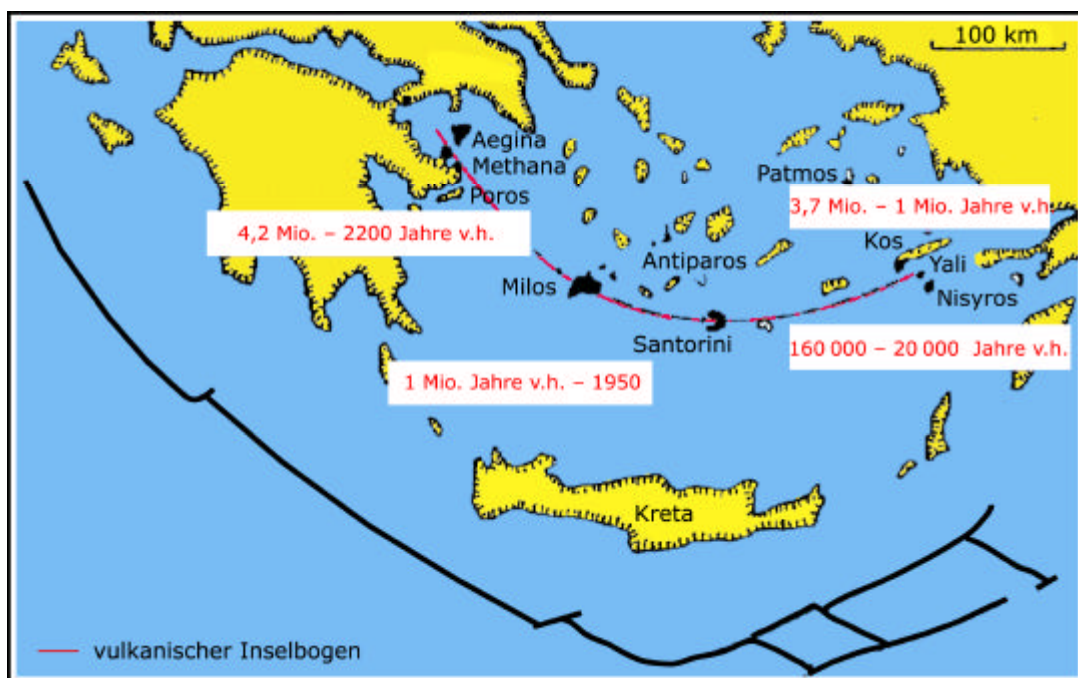 100 km
Aegina
Methana
Poros
Patmos
3,7 Mio. – 1 Mio. Jahre v.h.
4,2 Mio. – 2200 Jahre v.h.
Kos
Antiparos
Yali
Milos
Nisyros
Santorini
160 000 – 20 000 Jahre v.h.
1 Mio. Jahre v.h. – 1950
Kreta
vulkanischer Inselbogen